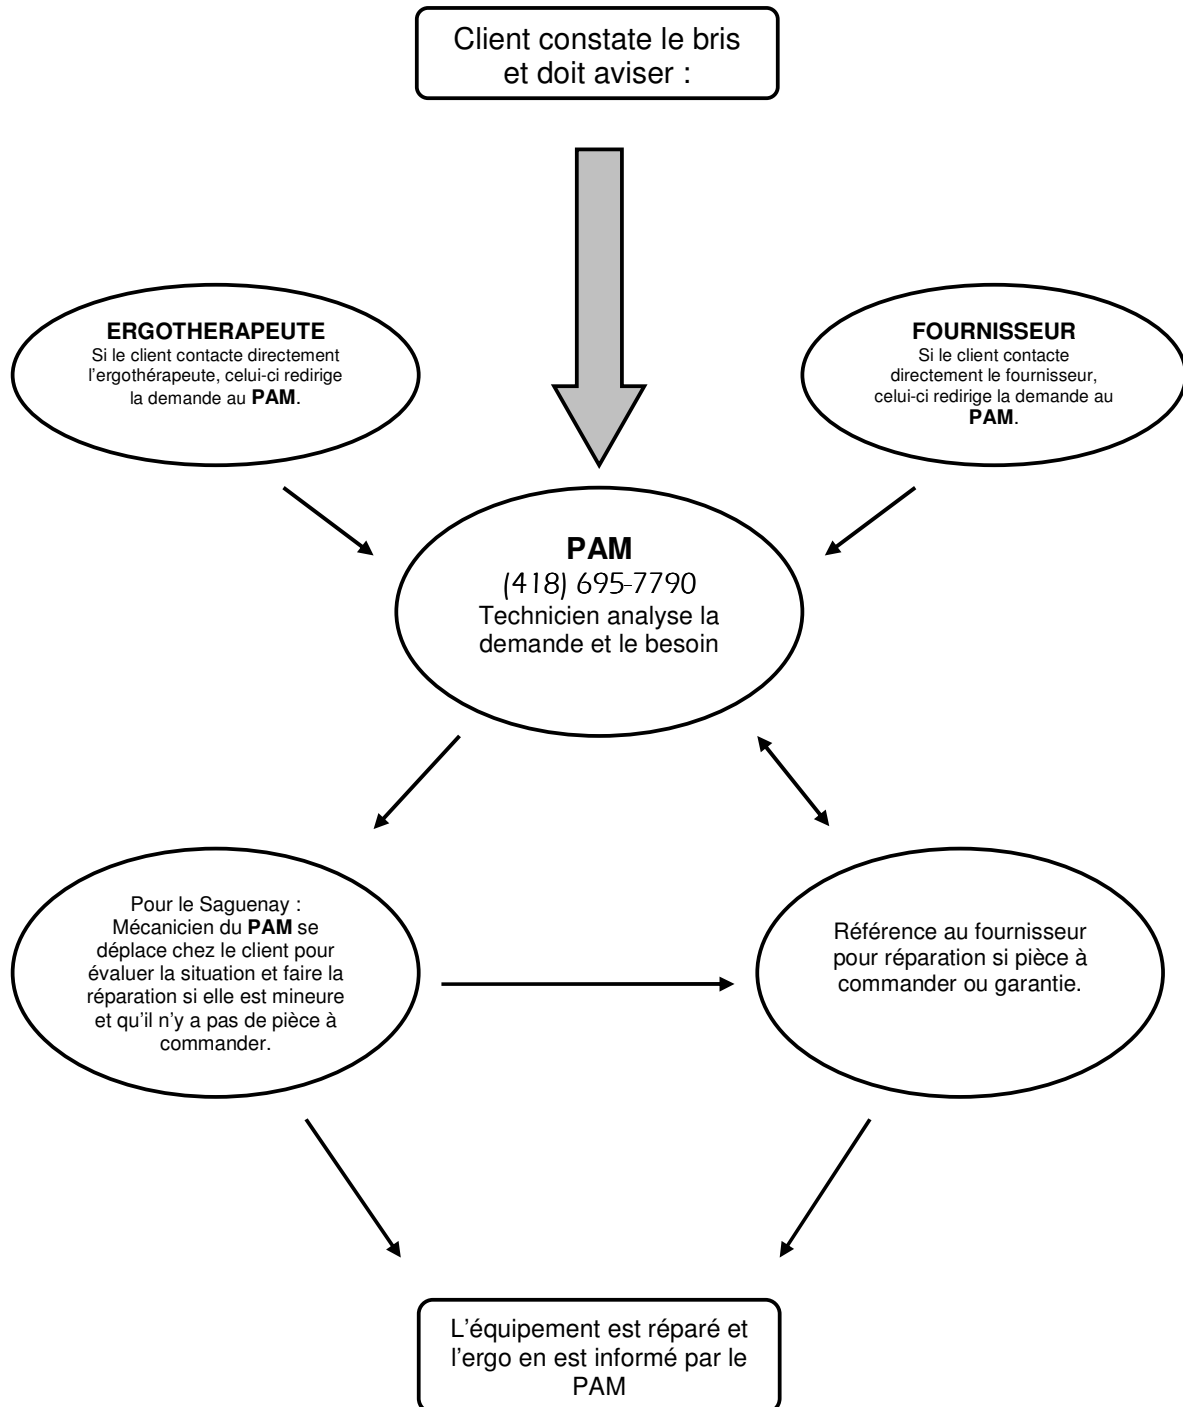 Client constate le bris
et doit aviser :
ERGOTHERAPEUTE
Si le client contacte directement
l'ergothérapeute, celui-ci redirige
la demande au PAM.
FOURNISSEUR
Si le client contacte
directement le fournisseur,
celui-ci redirige la demande au
PAM.
PAM
(418) 695-7790
Technicien analyse la
demande et le besoin
Pour le Saguenay :
Mécanicien du PAM se
déplace chez le client pour
évaluer la situation et faire la
réparation si elle est mineure
et qu'il n'y a pas de pièce à
commander.
Référence au fournisseur
pour réparation si pièce à
commander ou garantie.
L'équipement est réparé et
l'ergo en est informé par le
PAM